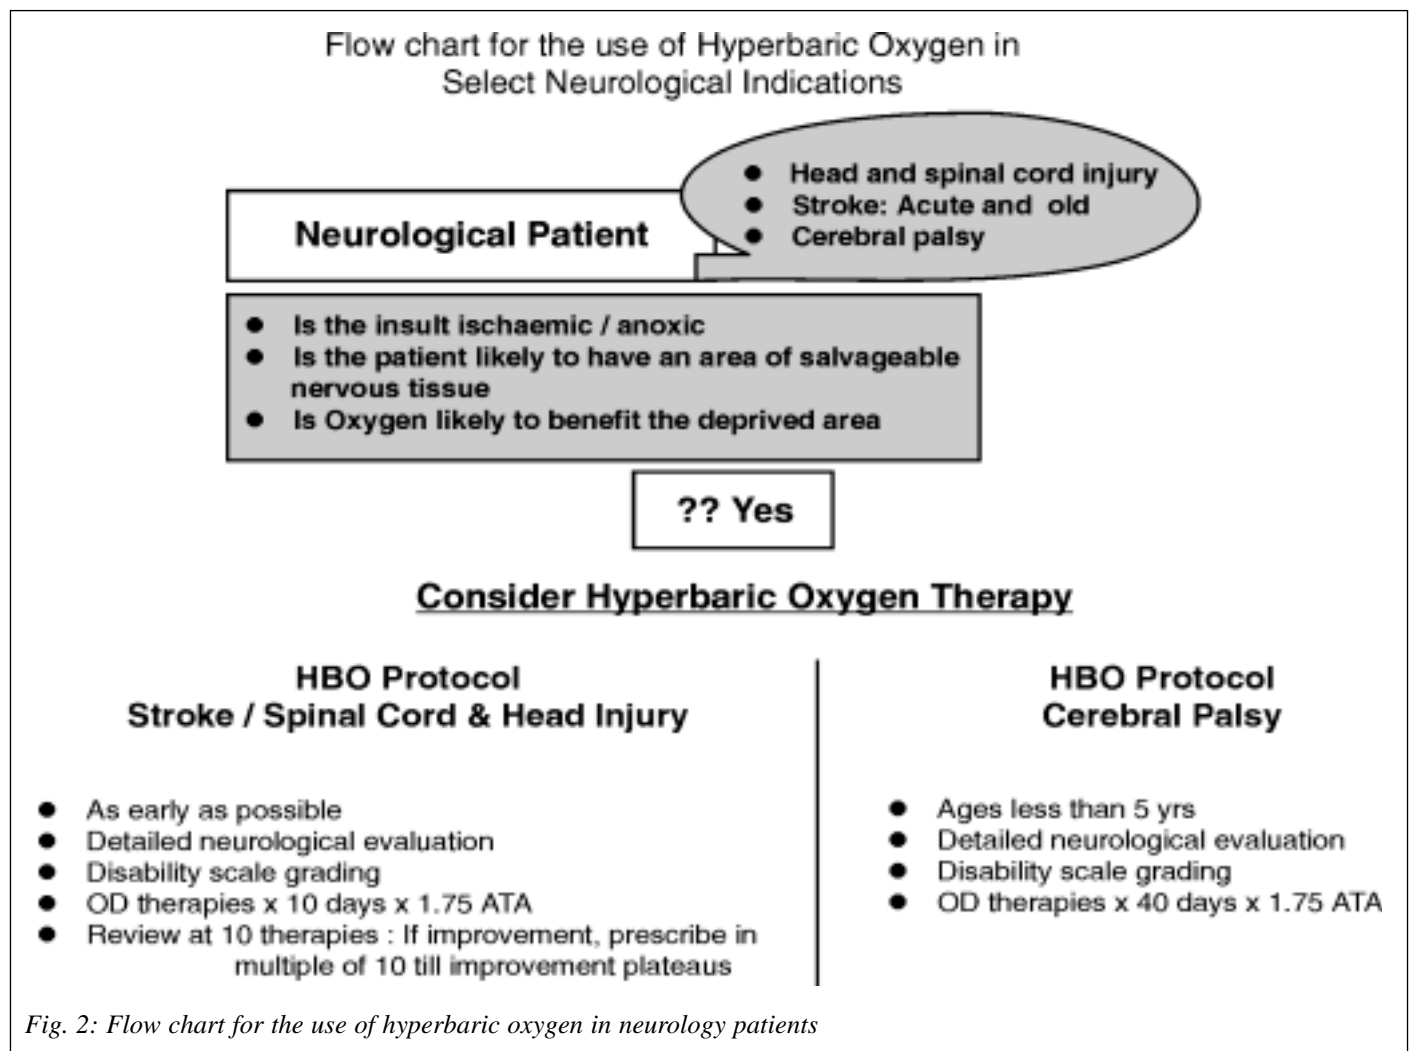 Flow chart for the use of Hyperbaric Oxygen in
Select Neurological Indications
Neurological Patient
● Head and spinal cord injury
● Stroke: Acute and old
● Cerebral palsy
● Is the insult ischaemic / anoxic
● Is the patient likely to have an area of salvageable
nervous tissue
● Is Oxygen likely to benefit the deprived area
?? Yes
Consider Hyperbaric Oxygen Therapy
HBO Protocol
Stroke / Spinal Cord & Head Injury
● As early as possible
● Detailed neurological evaluation
● Disability scale grading
● OD therapies x 10 days x 1.75 ATA
● Review at 10 therapies : If improvement, prescribe in
multiple of 10 till improvement plateaus
HBO Protocol
Cerebral Palsy
● Ages less than 5 yrs
● Detailed neurological evaluation
● Disability scale grading
● OD therapies x 40 days x 1.75 ATA
Fig. 2: Flow chart for the use of hyperbaric oxygen in neurology patients